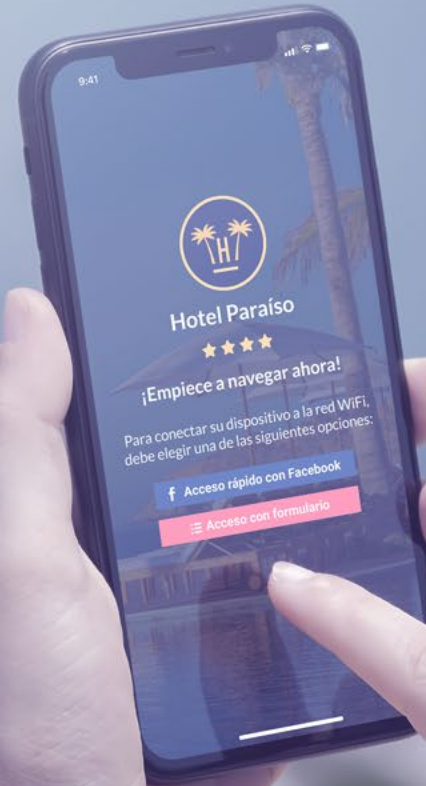 9:41
H
Hotel Paraíso
¡Empiece a navegar ahora!
Para conectar su dispositivo a la red WiFi,
debe elegir una de las siguientes opciones:
f Acceso rápido con Facebook
Acceso con formulario